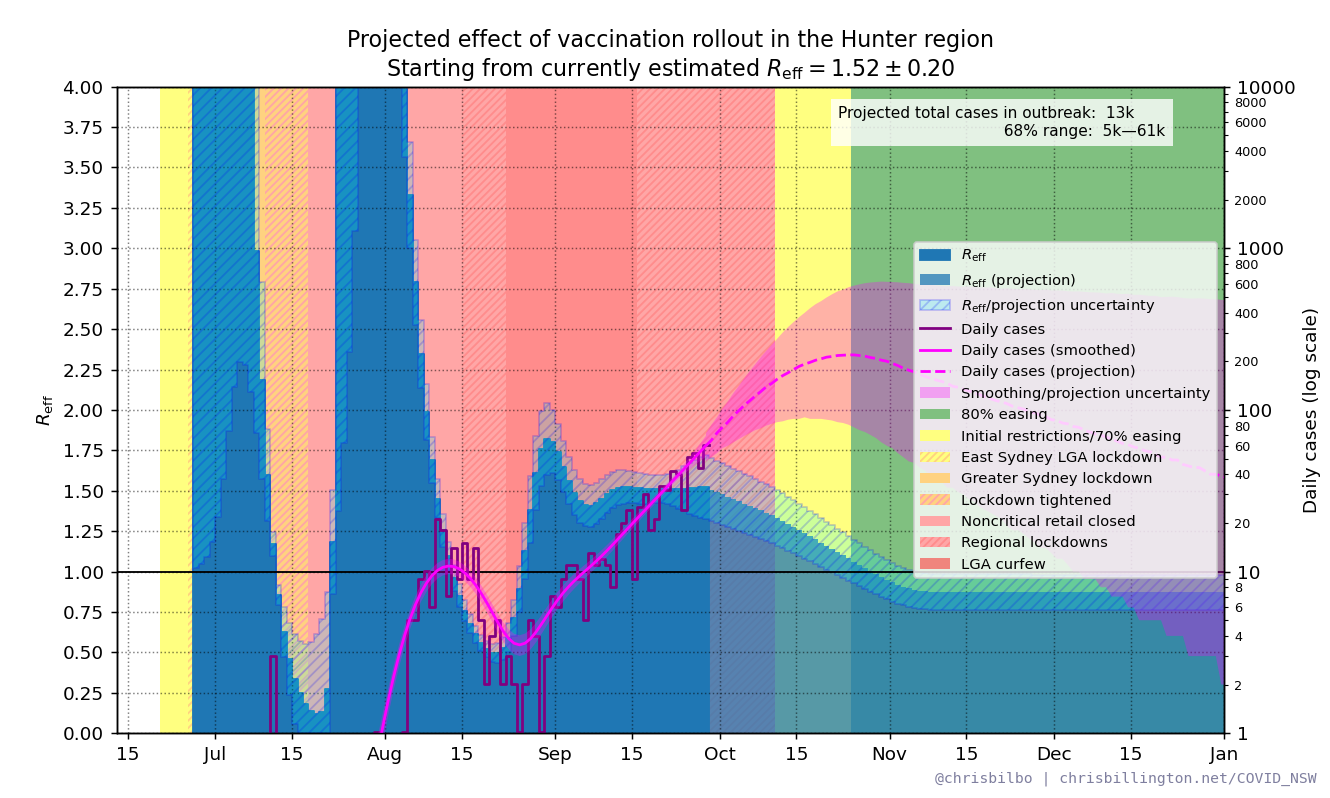 Projected effect of vaccination rollout in the Hunter region
Starting from currently estimated Reff = 1.52 ± 0.20
Projected total cases in outbreak: 13k
68% range: 5k—61k
Reff
4.00
3.75
3.50
3.25
3.00
2.75
2.50
2.25
2.00
1.75
1.50
1.25
1.00
0.75
0.50
0.25
0.00
10000
8000
6000
4000
2000
1000
800
600
400
200
100
80
60
40
20
10
8
6
4
2
1
Daily cases (log scale)
Reff
Reff (projection)
Reff/projection uncertainty
Daily cases
Daily cases (smoothed)
Daily cases (projection)
Smoothing/projection uncertainty
80% easing
Initial restrictions/70% easing
East Sydney LGA lockdown
Greater Sydney lockdown
Lockdown tightened
Noncritical retail closed
Regional lockdowns
LGA curfew
15 Jul 15 Aug 15 Sep 15 Oct 15 Nov 15 Dec 15 Jan
@chrisbilbo | chrisbillington.net/COVID_NSW